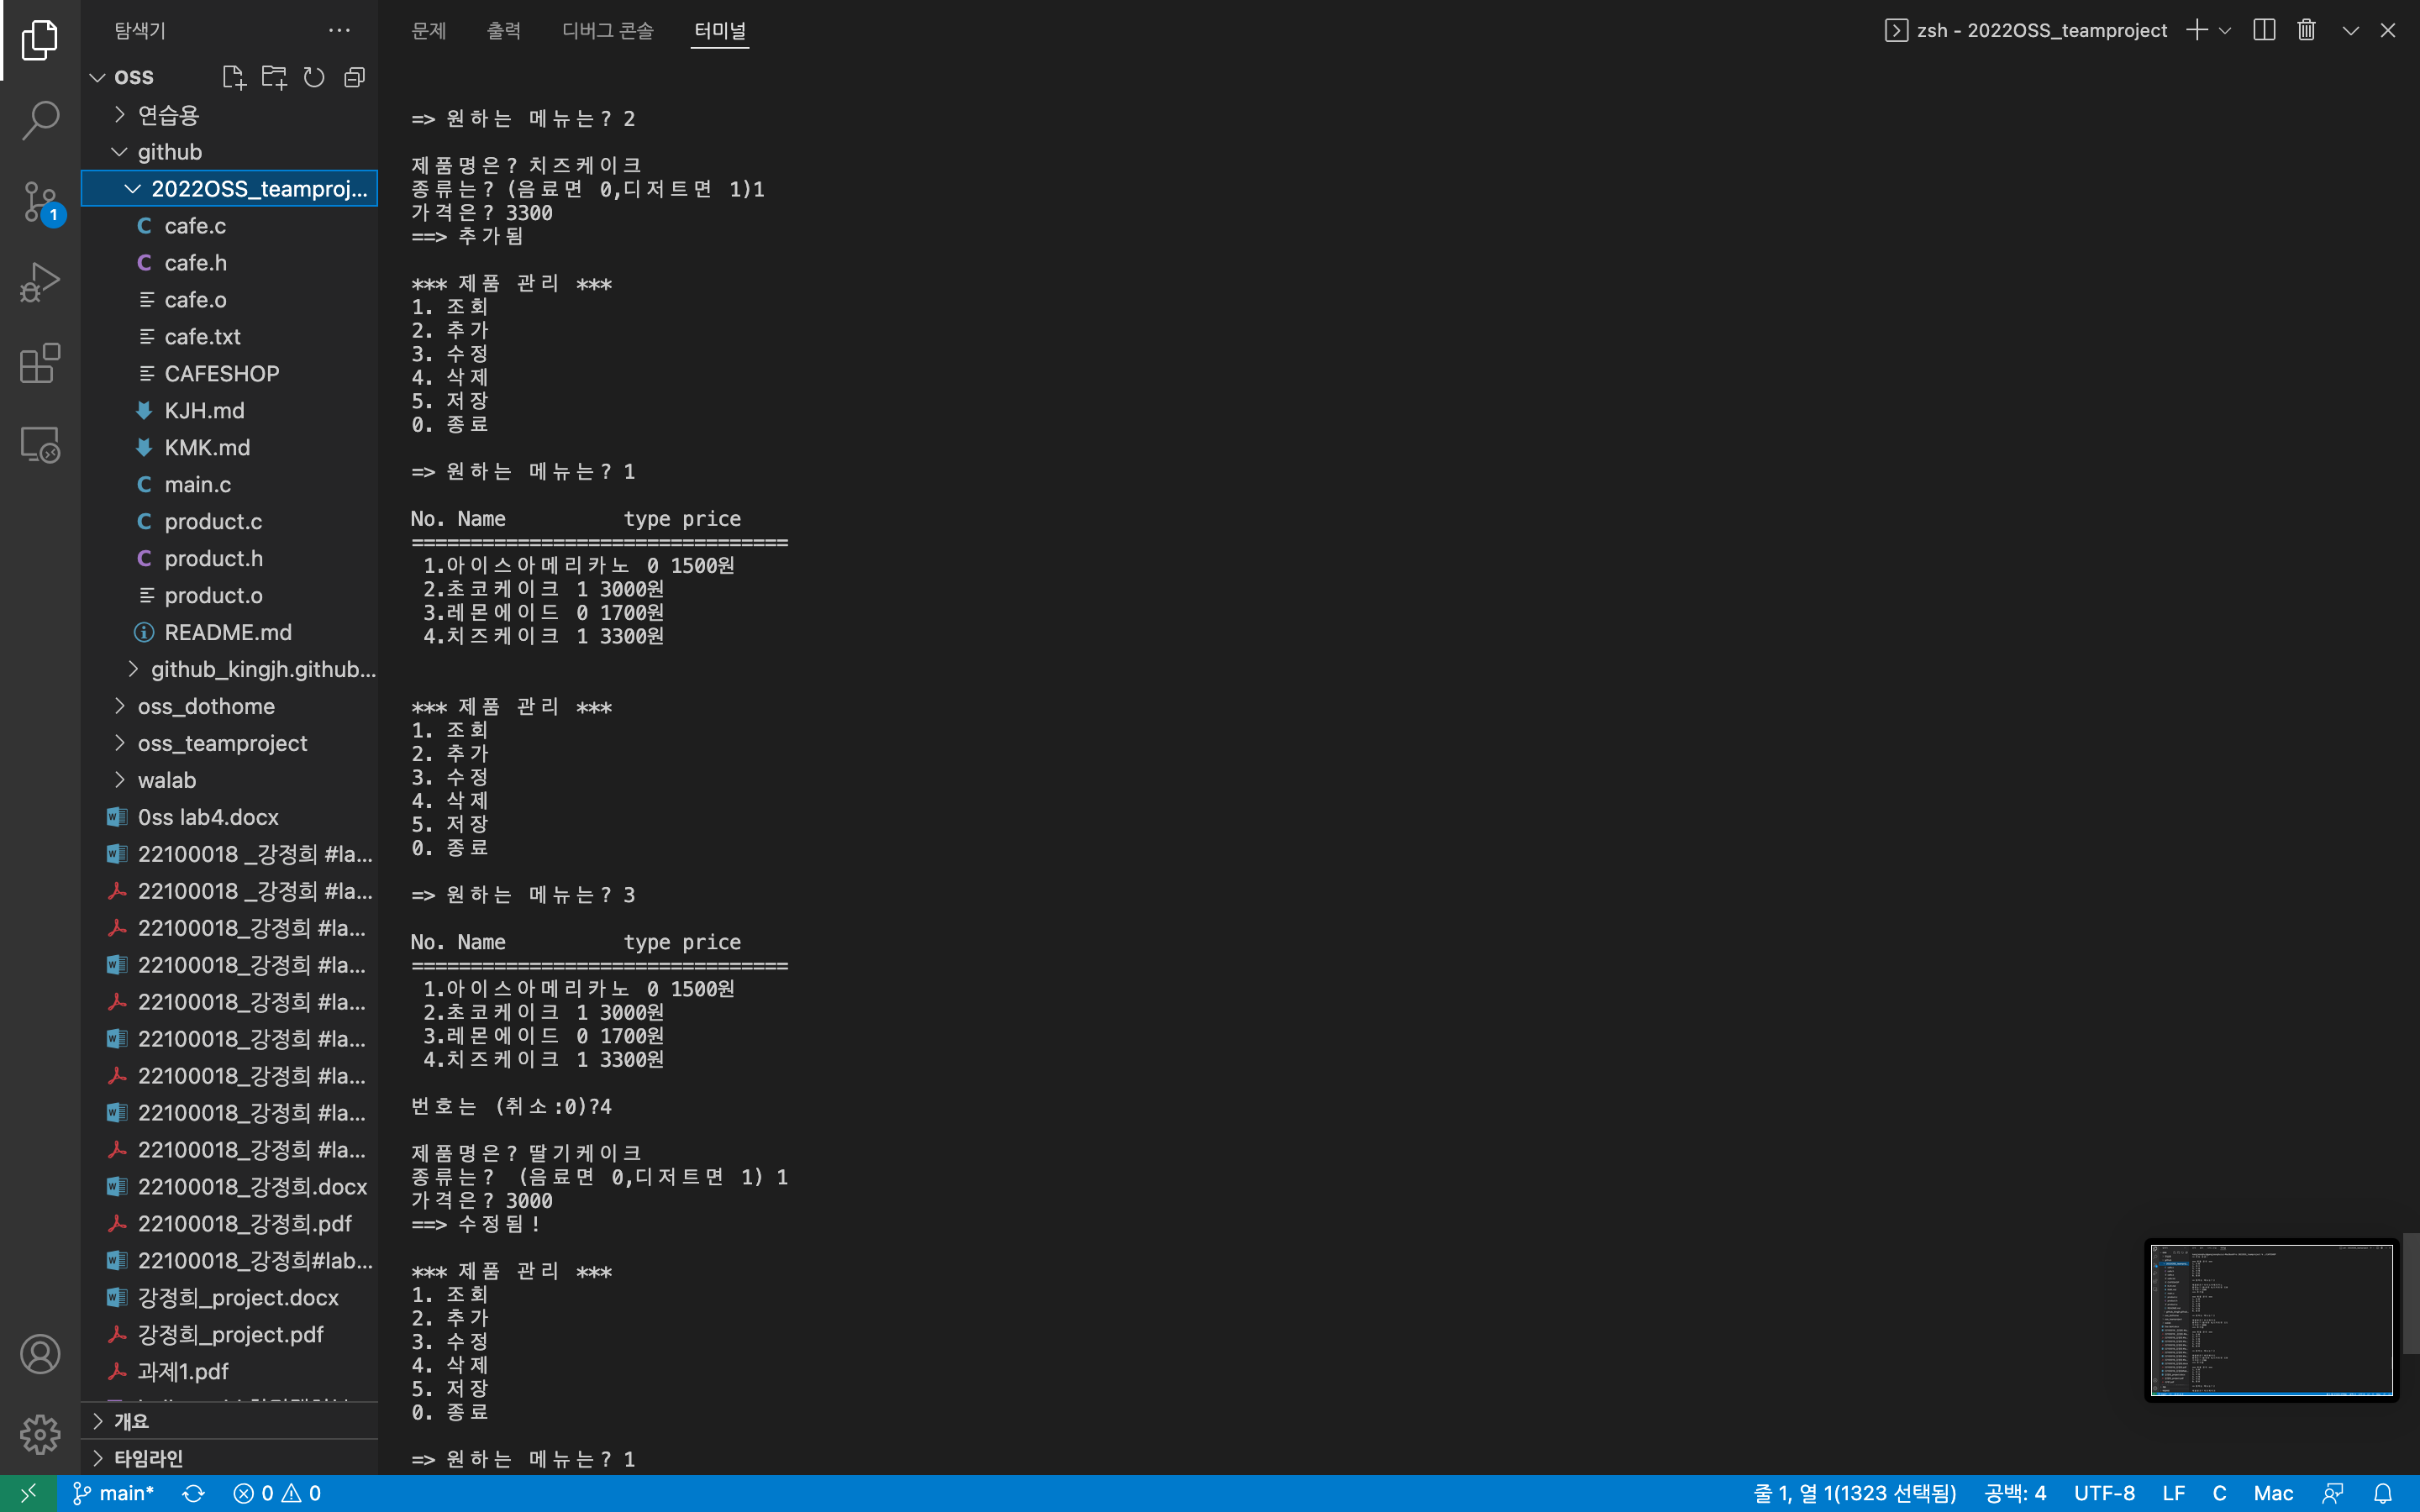 탐색기
OSS
연습용
github
2022OSS_teamproj...
cafe.c
cafe.h
cafe.o
cafe.txt
CAFESHOP
KJH.md
KMK.md
main.c
product.c
product.h
product.o
README.md
github_kingjh.github...
oss_dothome
oss_teamproject
walab
0ss lab4.docx
22100018 _강정희 #la...
22100018 _강정희 #la...
22100018_강정희 #la...
22100018_강정희 #la...
22100018_강정희 #la...
22100018_강정희 #la...
22100018_강정희 #la...
22100018_강정희 #la...
22100018_강정희 #la...
22100018_강정희.docx
22100018_강정희.pdf
22100018_강정희#lab...
강정희_project.docx
강정희_project.pdf
과제1.pdf
개요
타임라인
문제 출력 디버그 콘솔 터미널
zsh - 2022OSS_teamproject
=> 원하는 메뉴는? 2
제품명은? 치즈케이크
종류는? (음료면 0,디저트면 1)1
가격은? 3300
==> 추가됨
*** 제품 관리 ***
1. 조회
2. 추가
3. 수정
4. 삭제
5. 저장
0. 종료
=> 원하는 메뉴는? 1
No. Name          type price
================================
1.아이스아메리카노 0 1500원
2.초코케이크 1 3000원
3.레몬에이드 0 1700원
4.치즈케이크 1 3300원
*** 제품 관리 ***
1. 조회
2. 추가
3. 수정
4. 삭제
5. 저장
0. 종료
=> 원하는 메뉴는? 3
No. Name          type price
================================
1.아이스아메리카노 0 1500원
2.초코케이크 1 3000원
3.레몬에이드 0 1700원
4.치즈케이크 1 3300원
번호는 (취소:0)?4
제품명은? 딸기케이크
종류는?  (음료면 0,디저트면 1) 1
가격은? 3000
==> 수정됨!
*** 제품 관리 ***
1. 조회
2. 추가
3. 수정
4. 삭제
5. 저장
0. 종료
=> 원하는 메뉴는? 1
1
main* 0 0 줄 1, 열 1(1323 선택됨) 공백: 4 UTF-8 LF C Mac